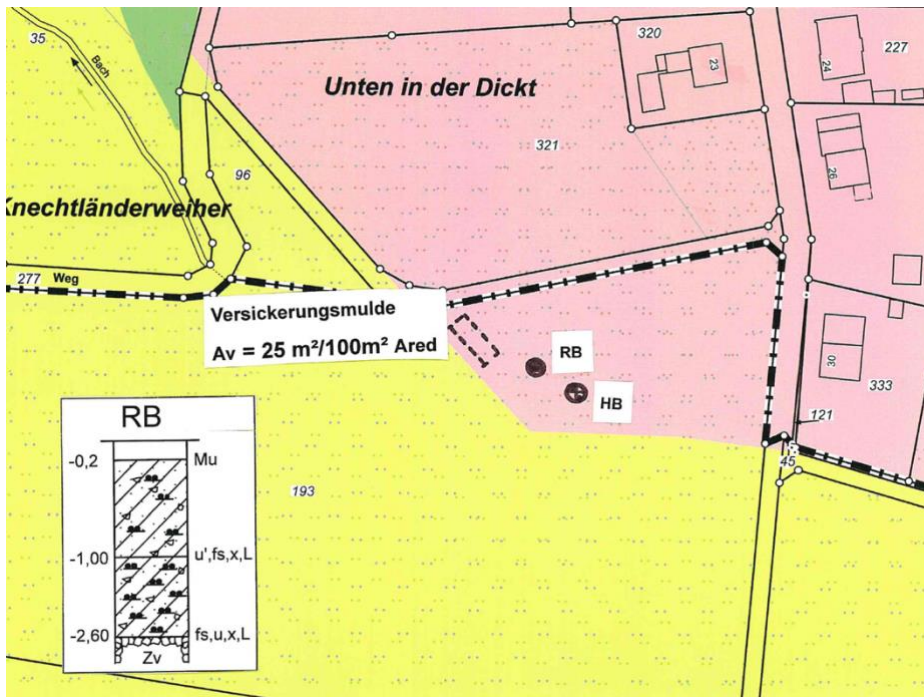 35
Bach
320
23
24
227
Unten in der Dickt
321
26
96
Knechtländerweiher
277
Weg
Versickerungsmulde
Av = 25 m²/100m² Ared
RB
HB
30
333
121
45
193
RB
-0,2
Mu
-1,00
u',fs,x,L
-2,60
fs,u,x,L
Zv